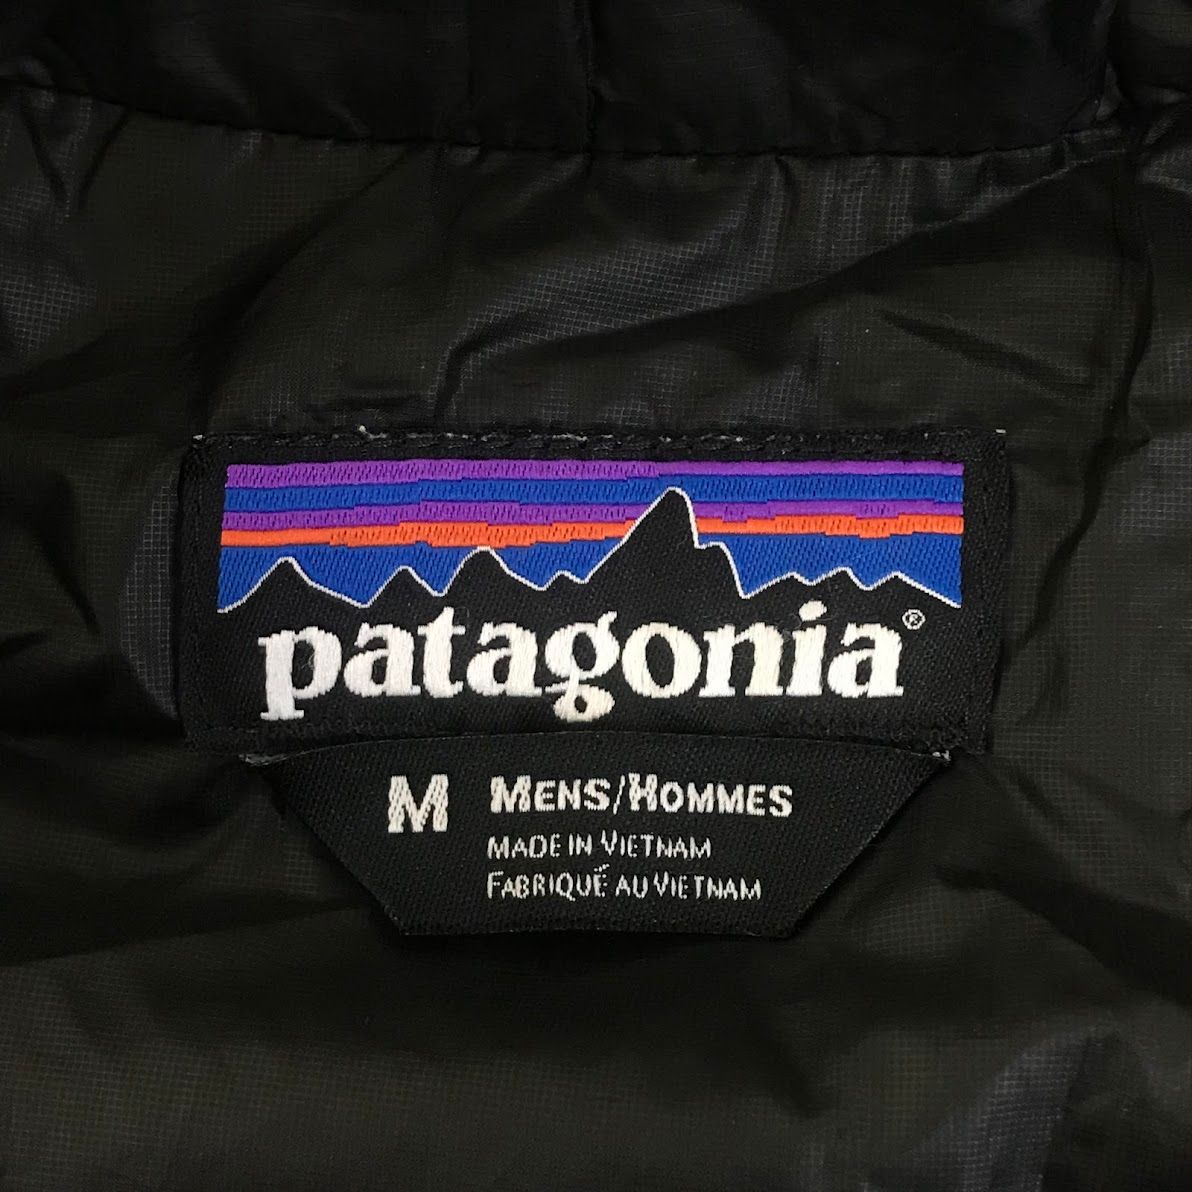 patagonia®
M MENS/HOMMES
MADE IN VIETNAM
FABRIQUÉ AU VIETNAM